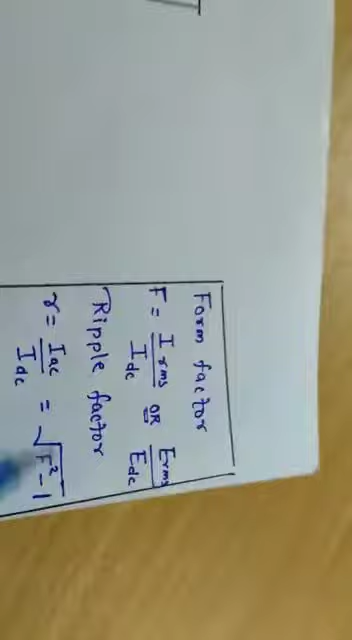 Form factor
F = I rms / I dc OR E rms / E dc
Ripple factor
γ = I ac / I dc = √(F² - 1)